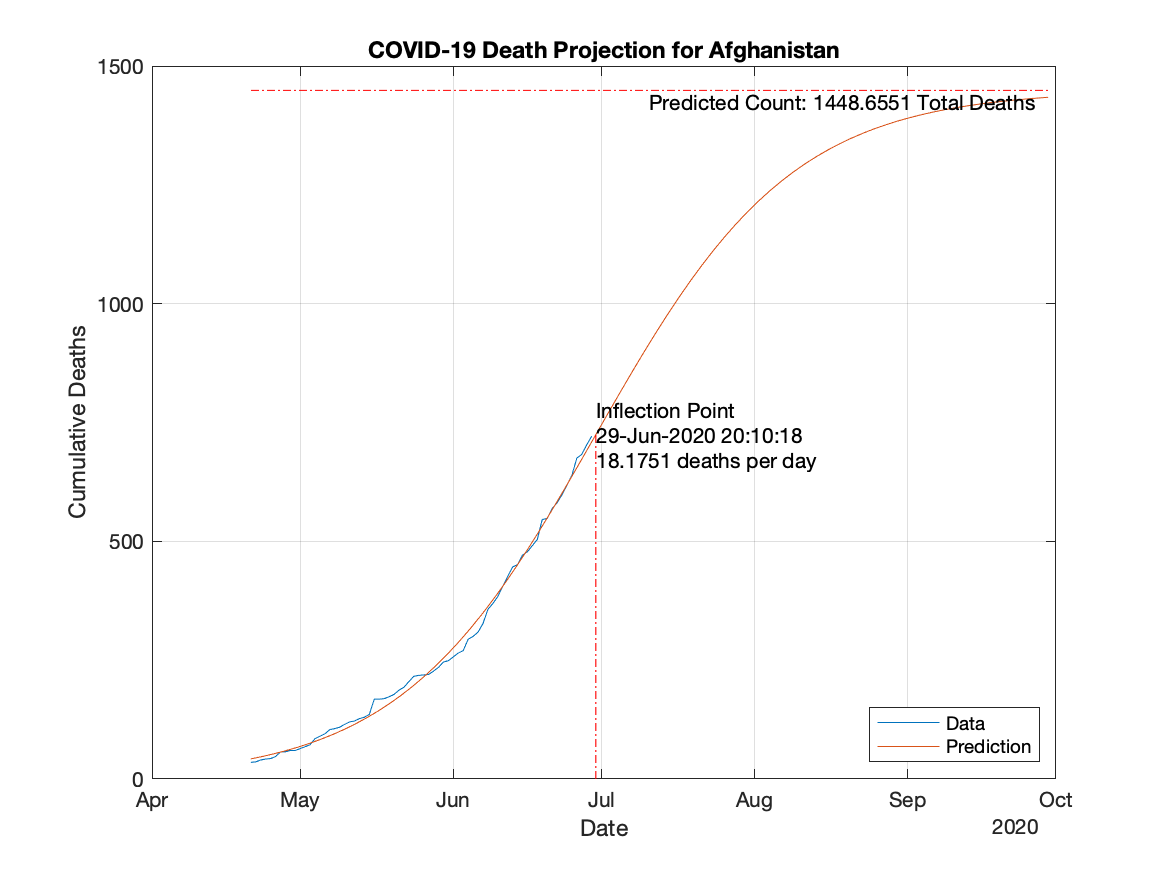 COVID-19 Death Projection for Afghanistan
1500
Predicted Count: 1448.6551 Total Deaths
1000
Cumulative Deaths
Inflection Point
29-Jun-2020 20:10:18
18.1751 deaths per day
500
Data
Prediction
0
Apr May Jun Jul Aug Sep Oct
Date
2020